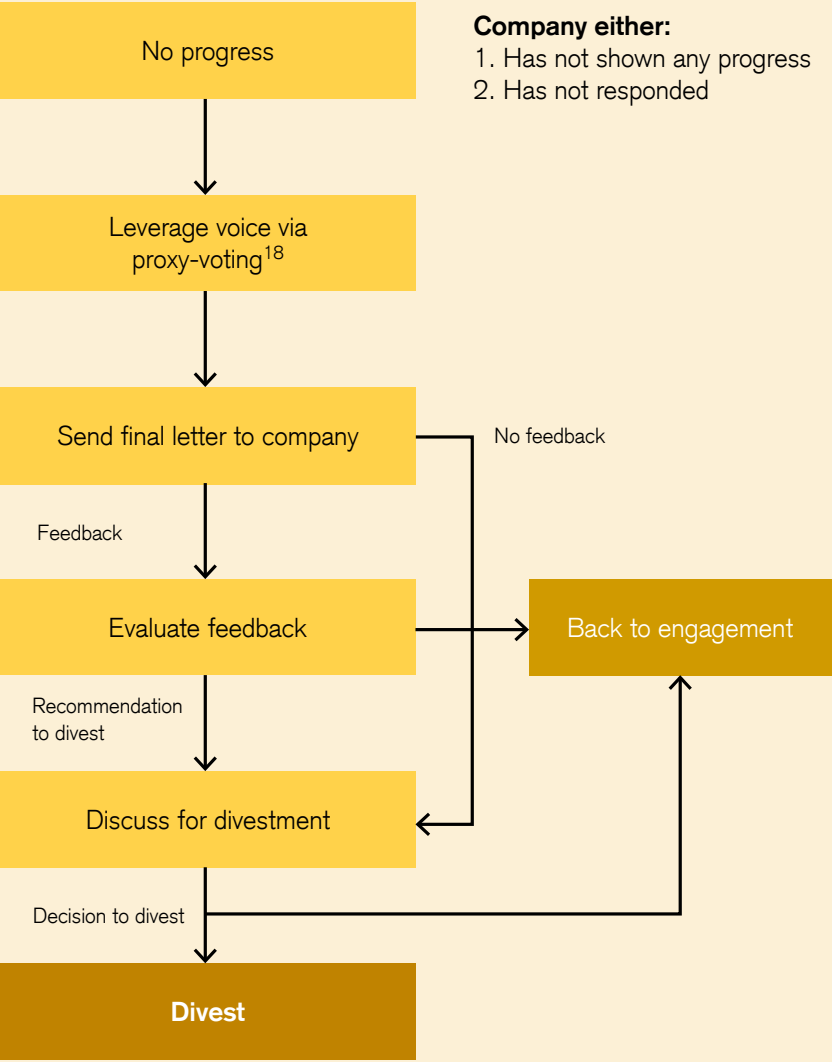 No progress
Company either:
1. Has not shown any progress
2. Has not responded
Leverage voice via
proxy-voting18
Send final letter to company
No feedback
Feedback
Evaluate feedback
Back to engagement
Recommendation
to divest
Discuss for divestment
Decision to divest
Divest